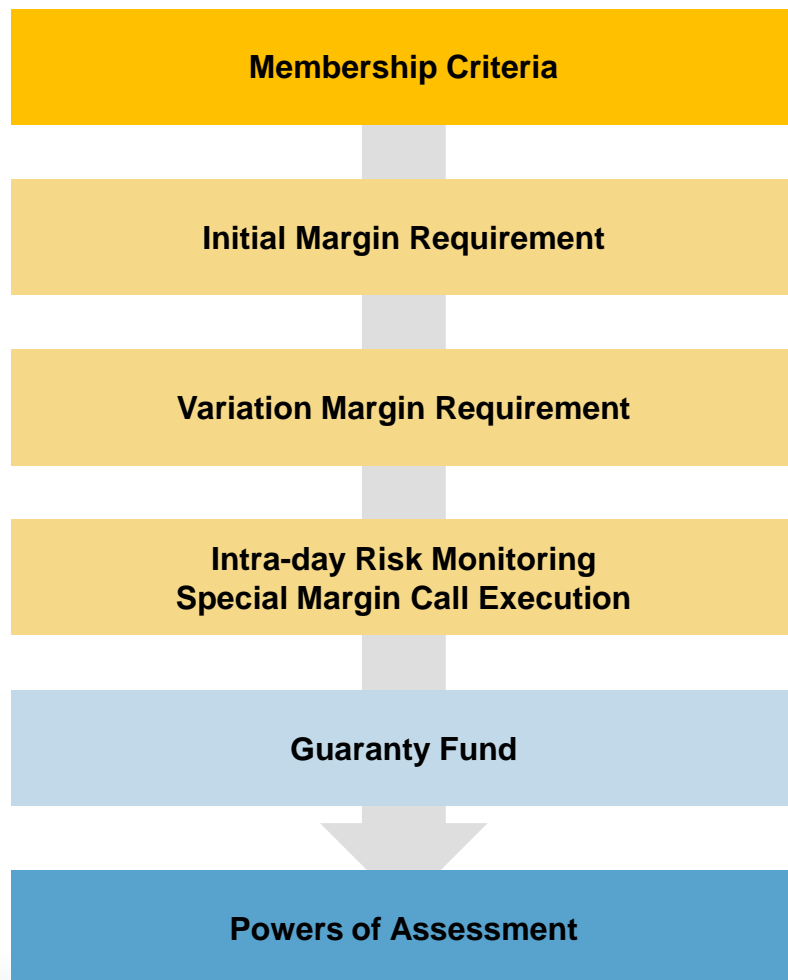 Membership Criteria
Initial Margin Requirement
Variation Margin Requirement
Intra-day Risk Monitoring
Special Margin Call Execution
Guaranty Fund
Powers of Assessment